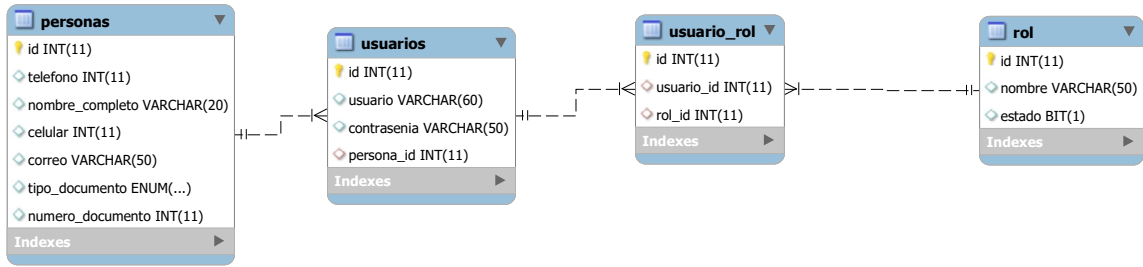 personas
id INT(11)
telefono INT(11)
nombre_completo VARCHAR(20)
celular INT(11)
correo VARCHAR(50)
tipo_documento ENUM(...)
numero_documento INT(11)
Indexes
usuarios
id INT(11)
usuario VARCHAR(60)
contrasenia VARCHAR(50)
persona_id INT(11)
Indexes
usuario_rol
id INT(11)
usuario_id INT(11)
rol_id INT(11)
Indexes
rol
id INT(11)
nombre VARCHAR(50)
estado BIT(1)
Indexes